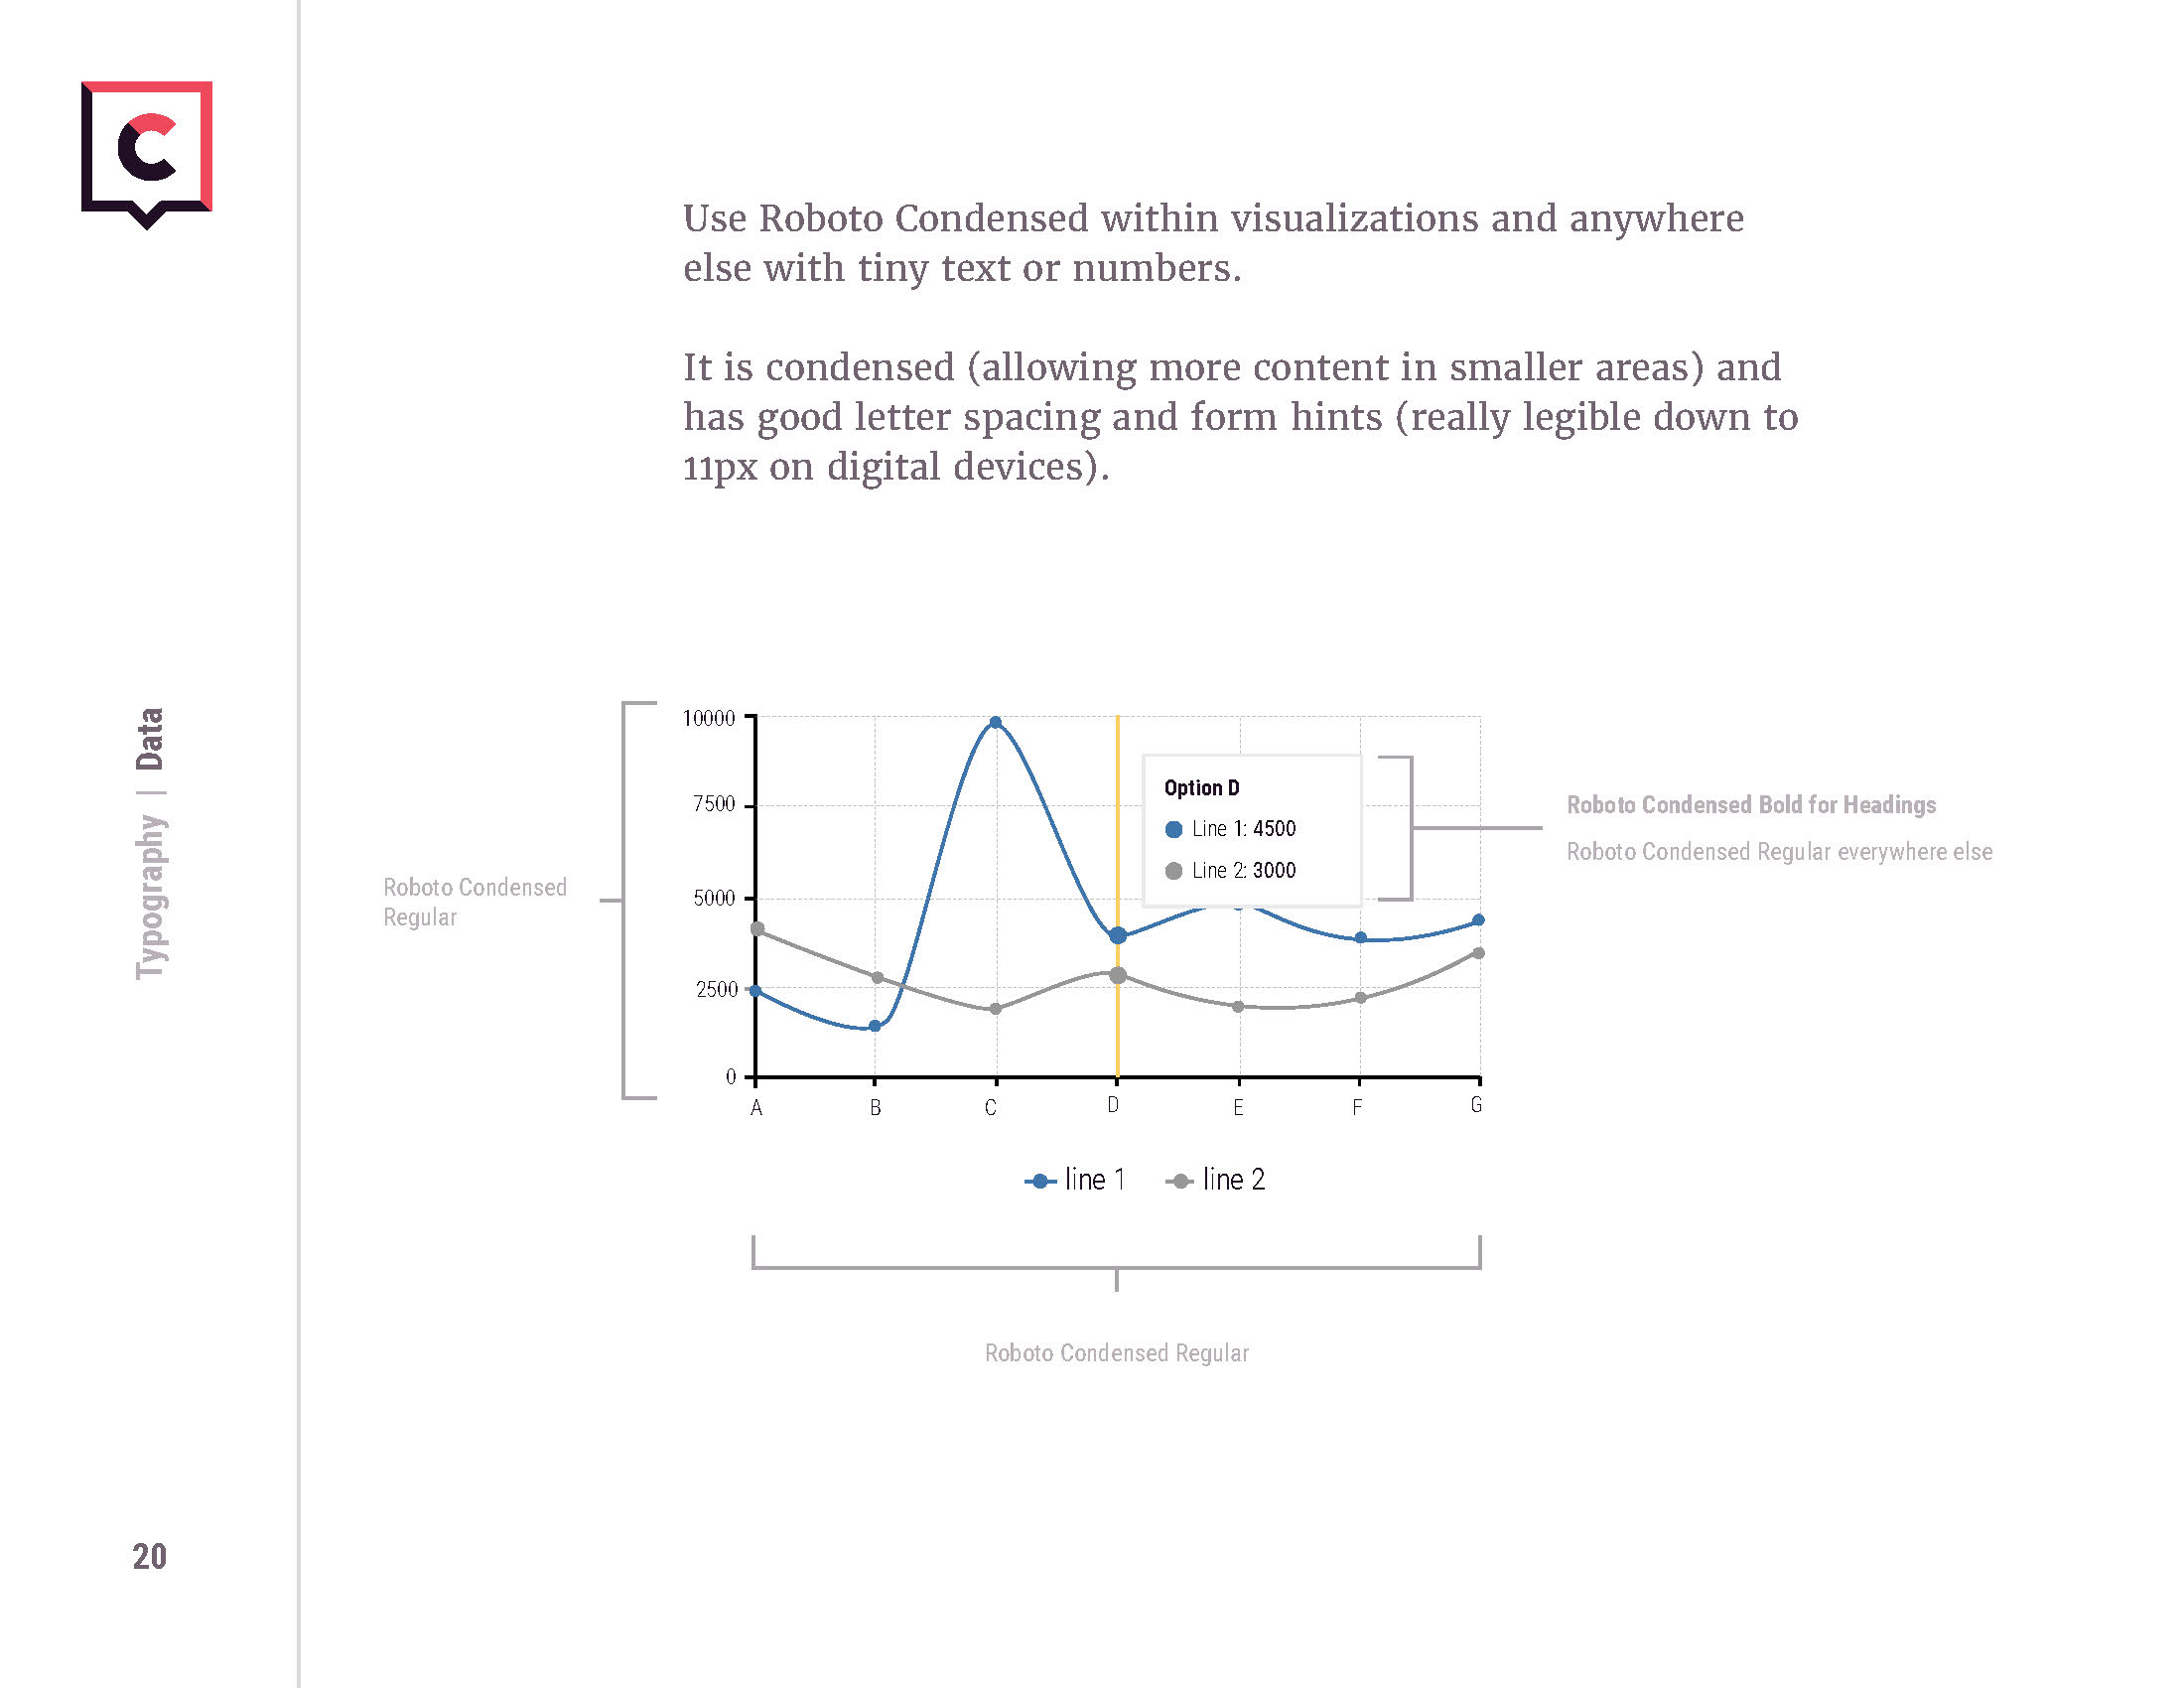 C
Use Roboto Condensed within visualizations and anywhere
else with tiny text or numbers.
It is condensed (allowing more content in smaller areas) and
has good letter spacing and form hints (really legible down to
11px on digital devices).
Typography | Data
20
Roboto Condensed
Regular
10000
7500
5000
2500
0
A B C D E F G
Option D
Line 1: 4500
Line 2: 3000
Roboto Condensed Bold for Headings
Roboto Condensed Regular everywhere else
line 1 line 2
Roboto Condensed Regular